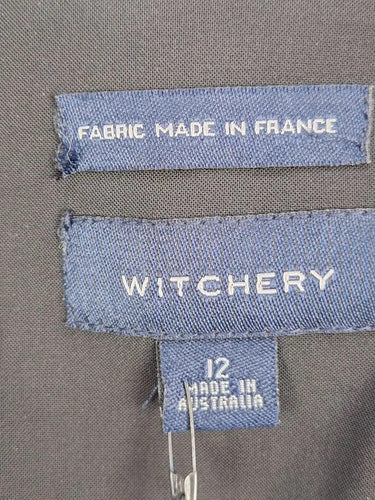 FABRIC MADE IN FRANCE
WITCHERY
12
MADE IN
AUSTRALIA